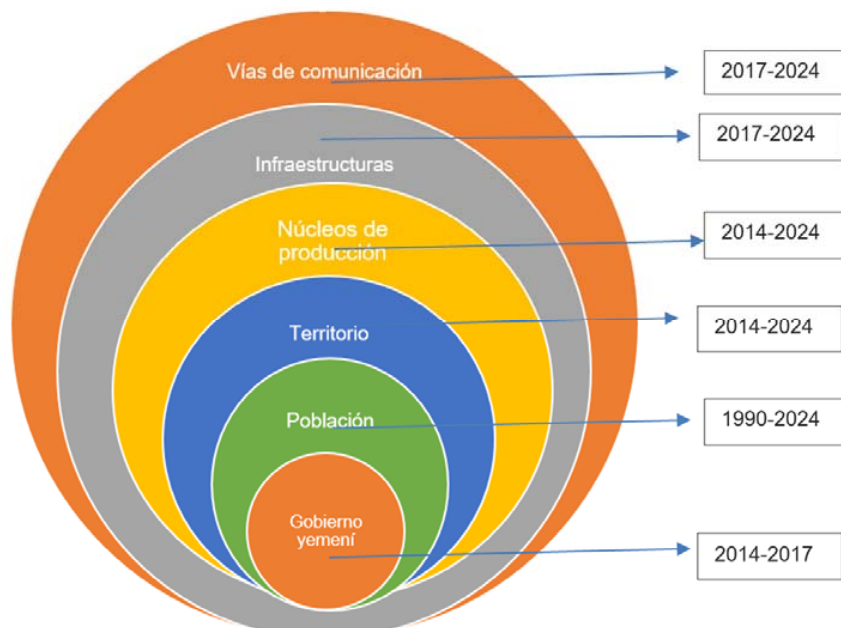 Vías de comunicación
2017-2024
2017-2024
Infraestructuras
Núcleos de
producción
2014-2024
Territorio
2014-2024
Población
1990-2024
Gobierno
yemení
2014-2017